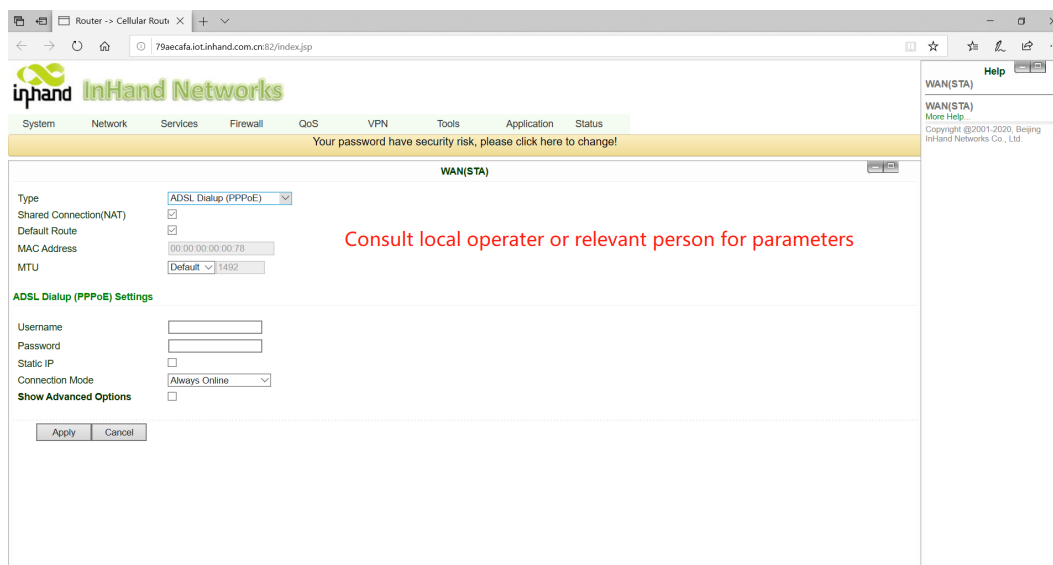 Router -> Cellular Route
79aecafa.iot.inhand.com.cn:82/index.jsp
inhand InHand Networks
System Network Services Firewall QoS VPN Tools Application Status
Your password have security risk, please click here to change!
WAN(STA)
Type ADSL Dialup (PPPoE)
Shared Connection(NAT)
Default Route
MAC Address 00:00:00:00:00:78
MTU Default 1492
Consult local operater or relevant person for parameters
ADSL Dialup (PPPoE) Settings
Username
Password
Static IP
Connection Mode Always Online
Show Advanced Options
Apply Cancel
Help
WAN(STA)
WAN(STA)
More Help...
Copyright @2001-2020, Beijing
InHand Networks Co., Ltd.